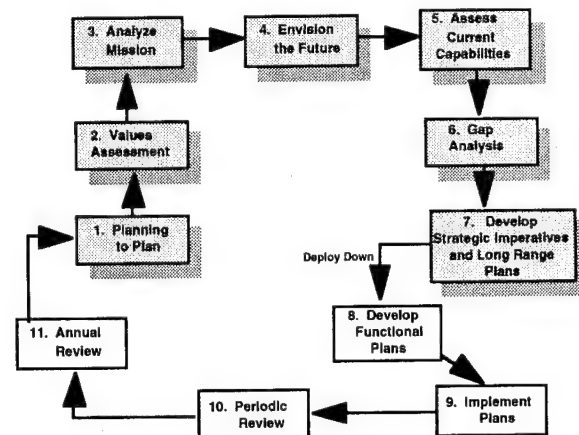 3. Analyze
Mission
4. Envision
the Future
5. Assess
Current
Capabilities
2. Values
Assessment
6. Gap
Analysis
1. Planning
to Plan
7. Develop
Strategic Imperatives
and Long Range
Plans
Deploy Down
8. Develop
Functional
Plans
11. Annual
Review
10. Periodic
Review
9. Implement
Plans